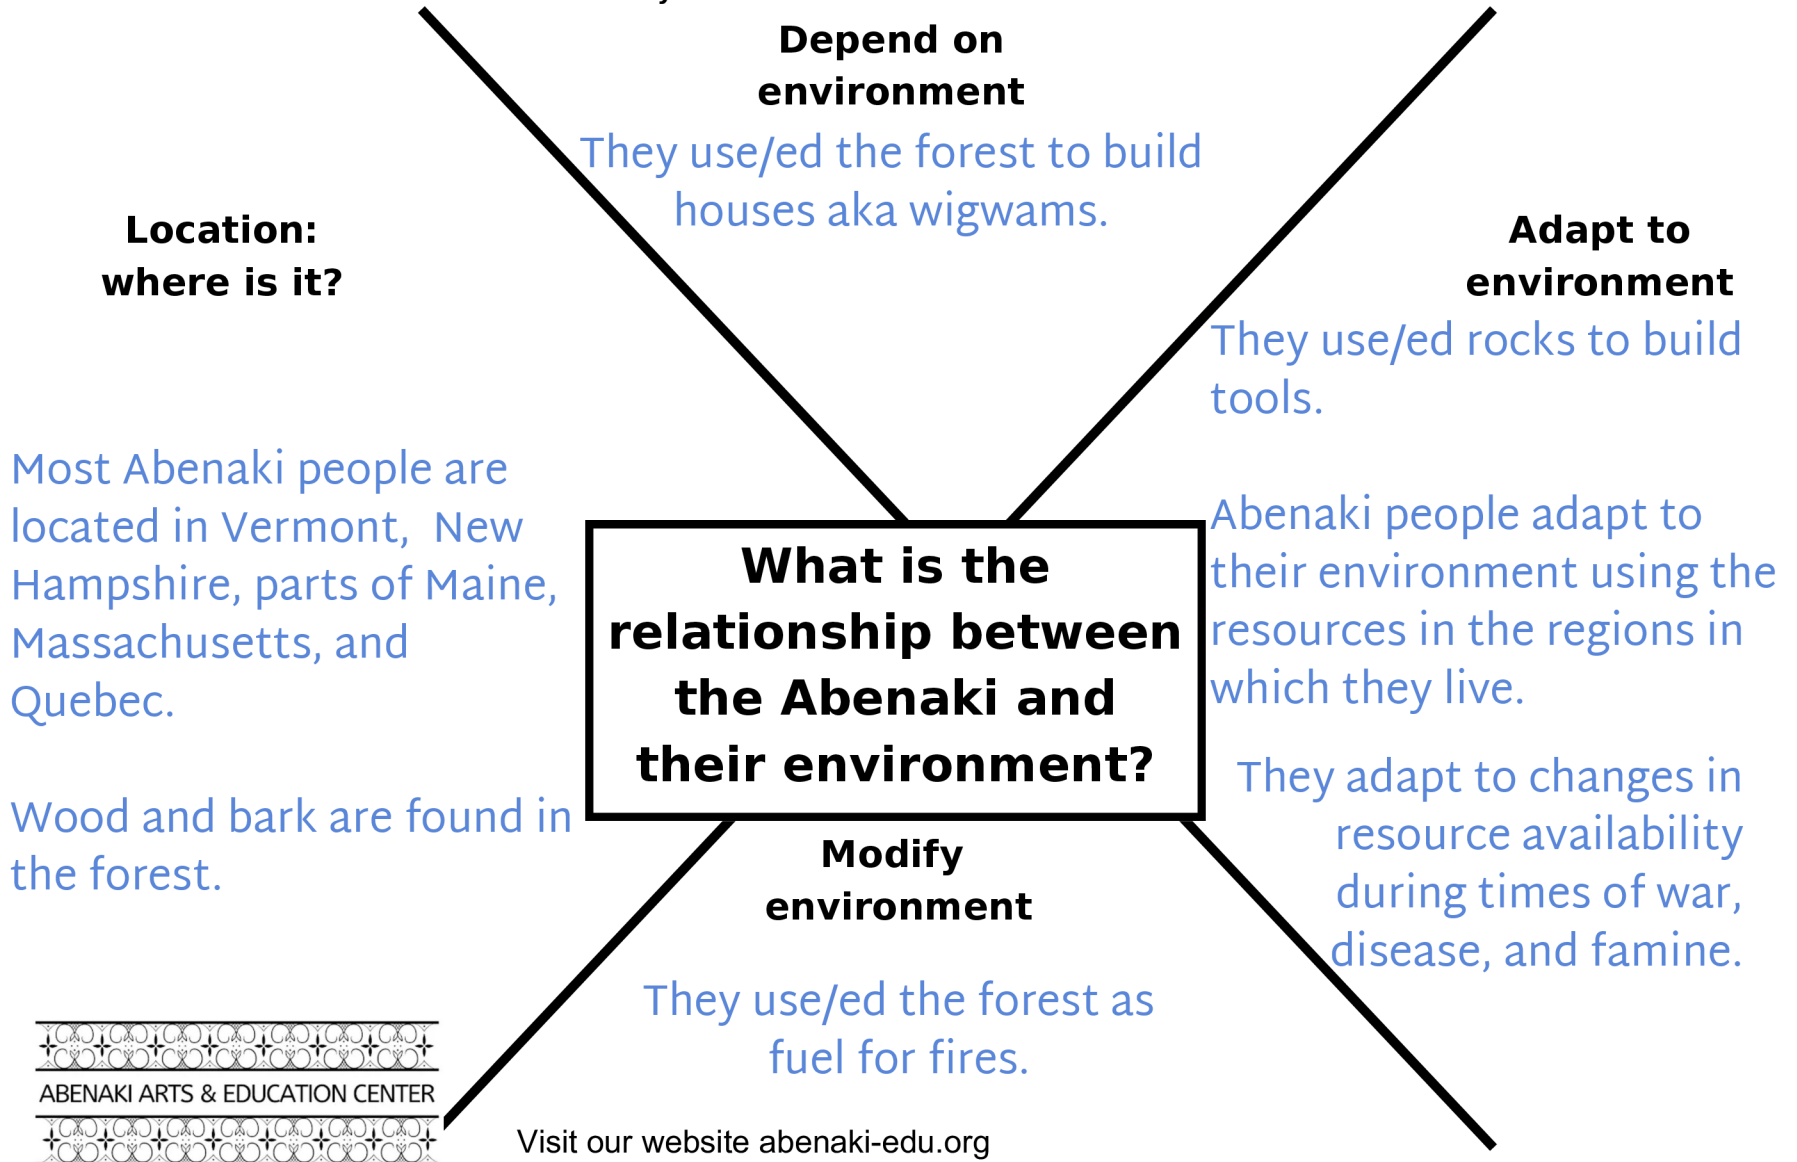 Depend on
environment
They use/ed the forest to build
houses aka wigwams.
Location:
where is it?
Most Abenaki people are
located in Vermont,  New
Hampshire, parts of Maine,
Massachusetts, and
Quebec.
Wood and bark are found in
the forest.
What is the
relationship between
the Abenaki and
their environment?
Adapt to
environment
They use/ed rocks to build
tools.
Abenaki people adapt to
their environment using the
resources in the regions in
which they live.
They adapt to changes in
resource availability
during times of war,
disease, and famine.
Modify
environment
They use/ed the forest as
fuel for fires.
ABENAKI ARTS & EDUCATION CENTER
Visit our website abenaki-edu.org